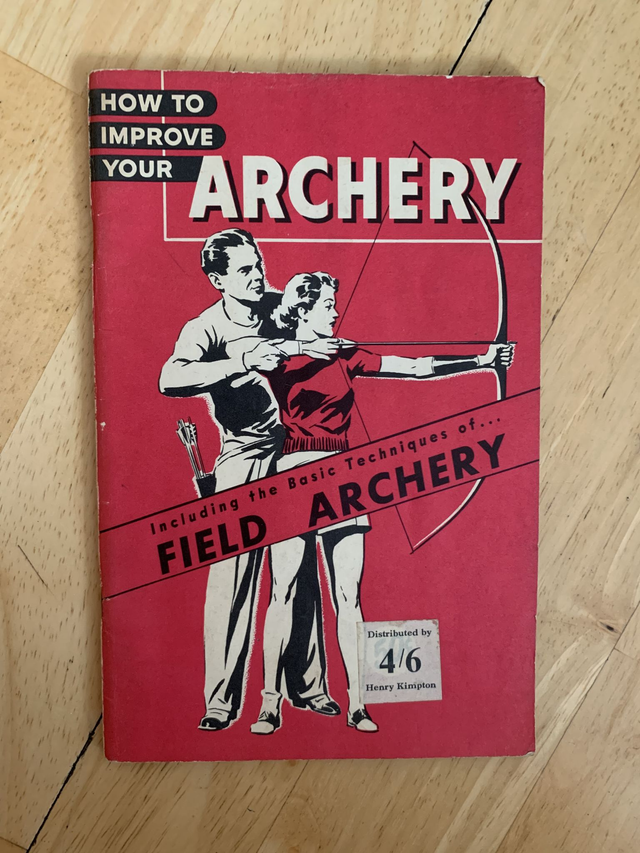 HOW TO
IMPROVE
YOUR
ARCHERY
Including the Basic Techniques of...
FIELD ARCHERY
Distributed by
4/6
Henry Kimpton